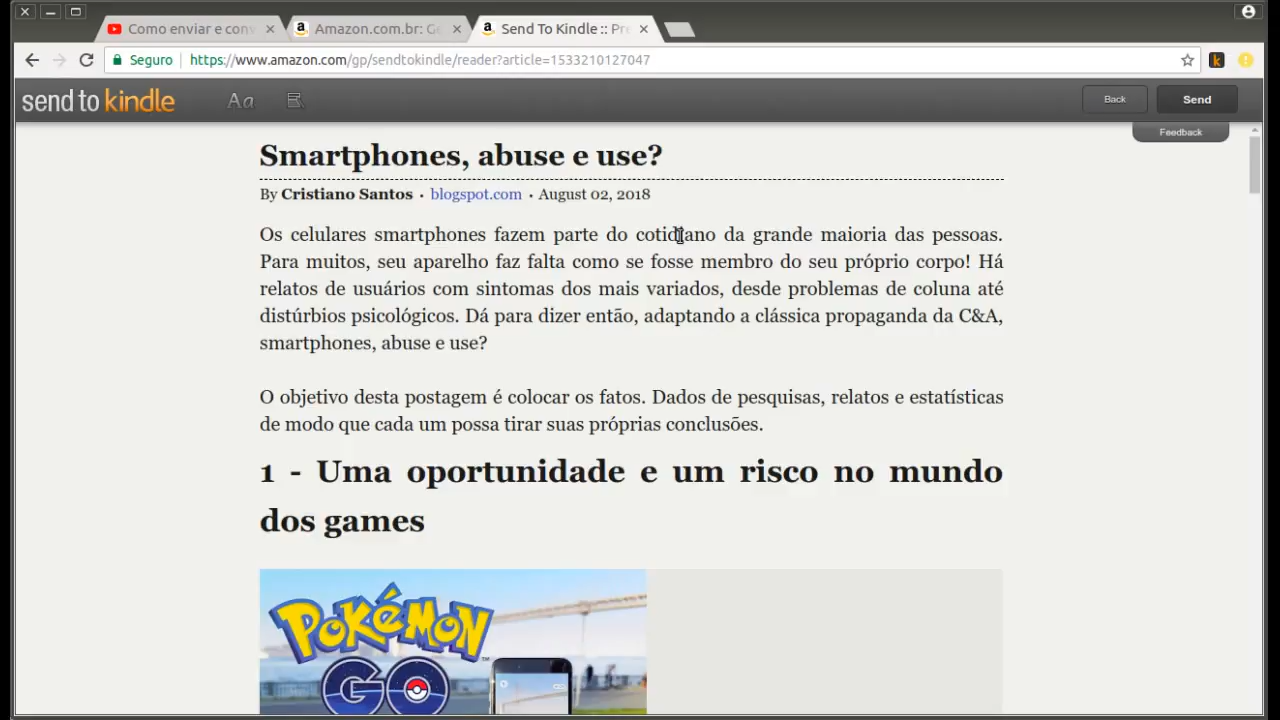 Como enviar e con
Amazon.com.br: G
Send To Kindle :: Pr
Seguro https://www.amazon.com/gp/sendtokindle/reader?article=1533210127047
k
send to kindle Aa Back Send
Feedback
Smartphones, abuse e use?
By Cristiano Santos · blogspot.com · August 02, 2018
Os celulares smartphones fazem parte do cotidiano da grande maioria das pessoas.
Para muitos, seu aparelho faz falta como se fosse membro do seu próprio corpo! Há
relatos de usuários com sintomas dos mais variados, desde problemas de coluna até
distúrbios psicológicos. Dá para dizer então, adaptando a clássica propaganda da C&A,
smartphones, abuse e use?
O objetivo desta postagem é colocar os fatos. Dados de pesquisas, relatos e estatísticas
de modo que cada um possa tirar suas próprias conclusões.
1 - Uma oportunidade e um risco no mundo
dos games
POKÉMON
GO